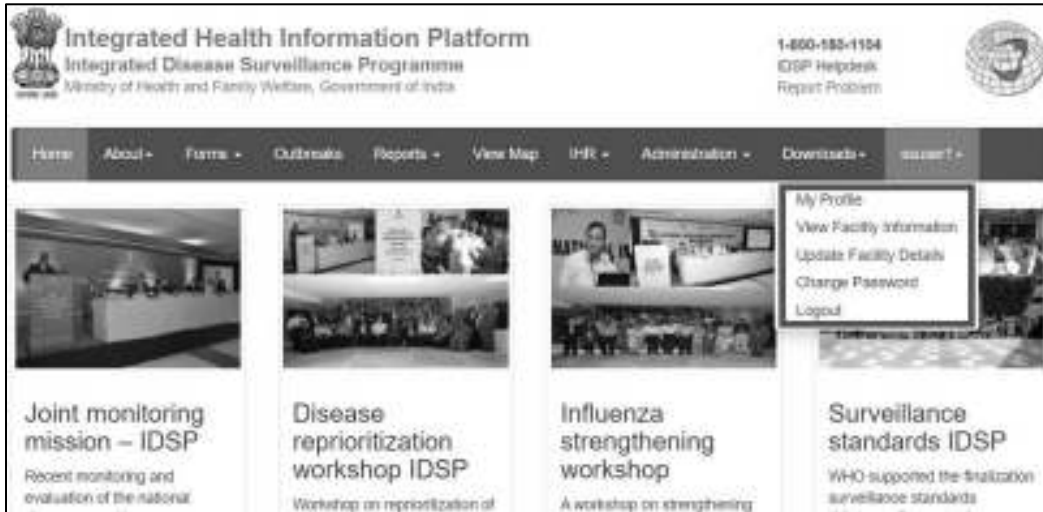 Integrated Health Information Platform
Integrated Disease Surveillance Programme
Ministry of Health and Family Welfare, Government of India
1-800-180-1104
IDSP Helpdesk
Report Problem
Home About Forms Outbreaks Reports View Map IHR Administration Downloads
My Profile
View Facility Information
Update Facility Details
Change Password
Logout
Joint monitoring
mission – IDSP
Recent monitoring and
evaluation of the national
Disease
reprioritization
workshop IDSP
Workshop on reprioritization of
Influenza
strengthening
workshop
A workshop on strengthening
Surveillance
standards IDSP
WHO supported the finalization
surveillance standards